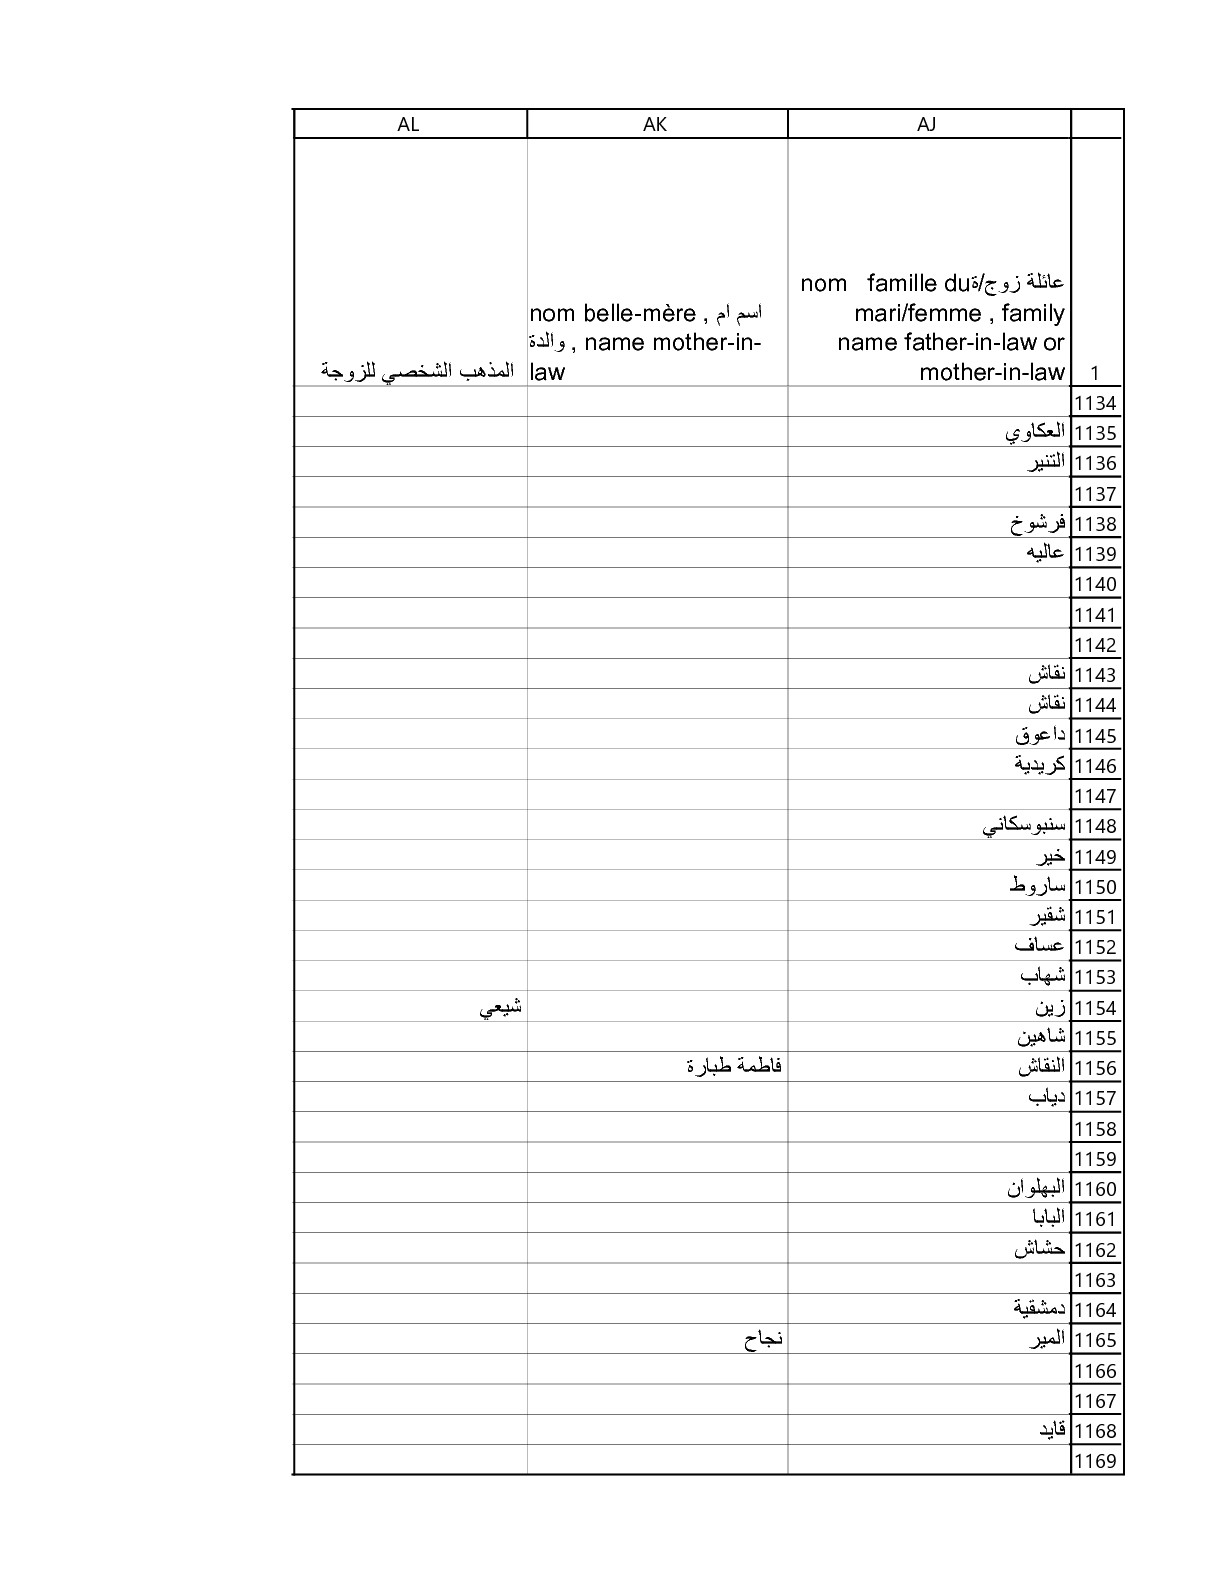 AJ AK AL
عائلة زوج/ة nom famille du
mari/femme , family
name father-in-law or
mother-in-law
nom belle-mère , اسم ام
والدة , name mother-in-
law
المذهب الشخصي للزوجة
1
1134
1135 العكاوي
1136 التنير
1137
1138 فرشوخ
1139 عاليه
1140
1141
1142
1143 نقاش
1144 نقاش
1145 داعوق
1146 كريدية
1147
1148 سنبوسكاني
1149 خير
1150 ساروط
1151 شقير
1152 عساف
1153 شهاب
1154 زين شيعي
1155 شاهين
1156 النقاش فاطمة طبارة
1157 دياب
1158
1159
1160 البهلوان
1161 البابا
1162 حشاش
1163
1164 دمشقية
1165 المير نجاح
1166
1167
1168 قايد
1169